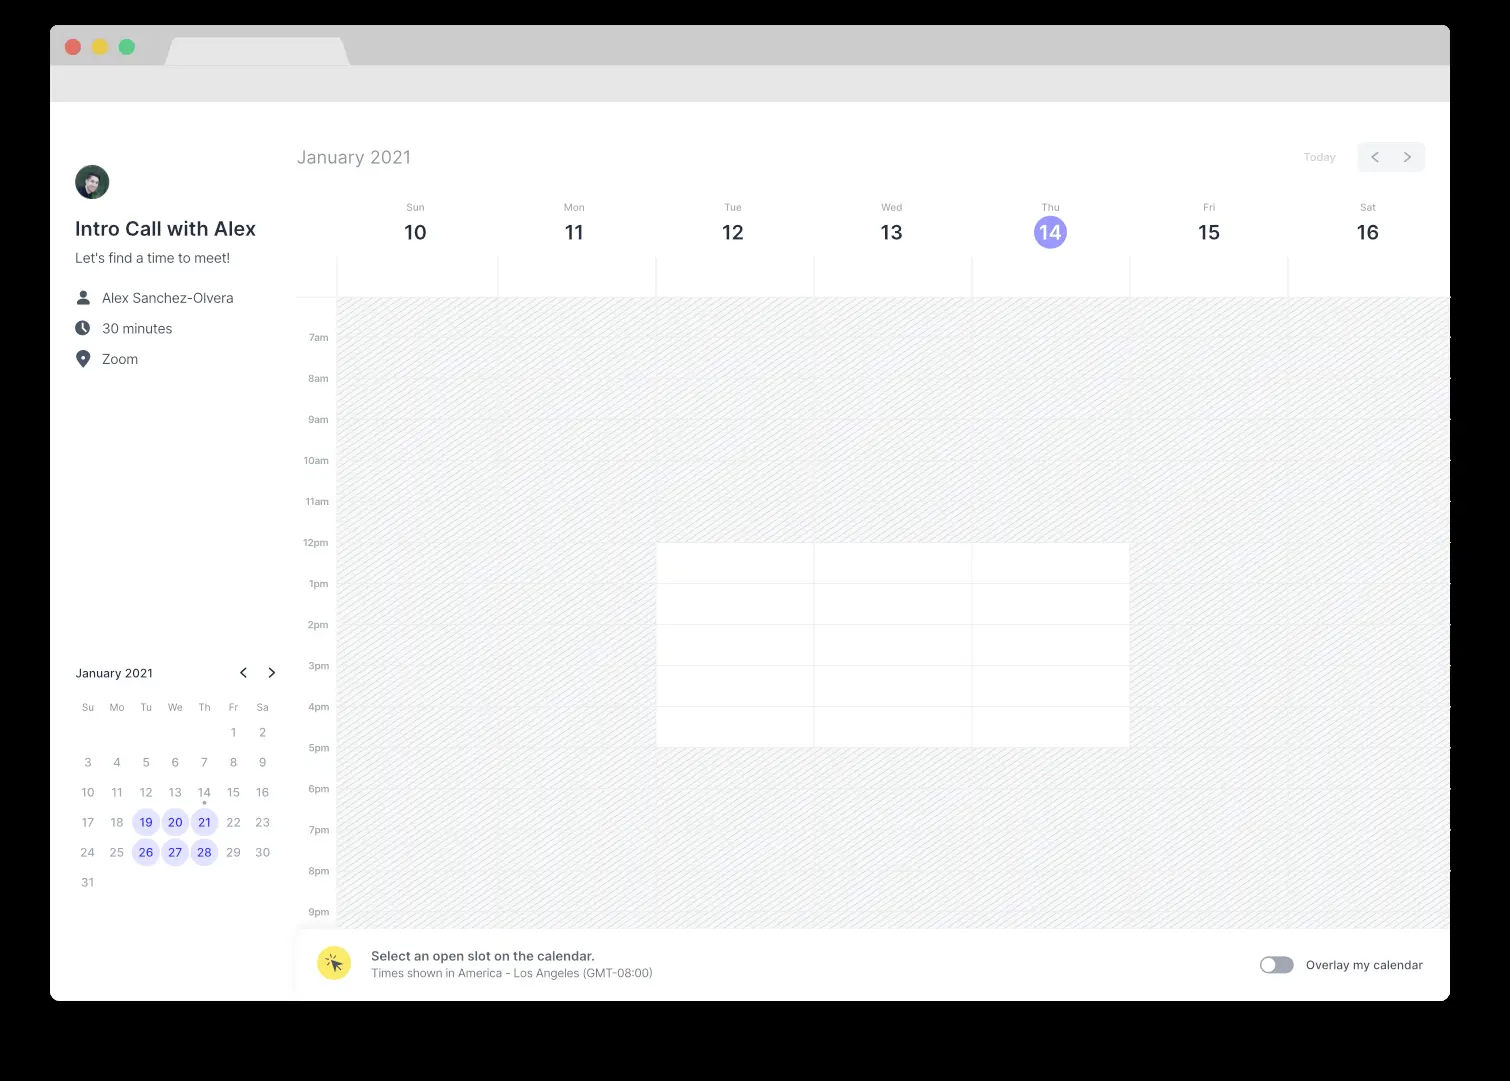 Intro Call with Alex
Let's find a time to meet!
Alex Sanchez-Olvera
30 minutes
Zoom
January 2021
Su Mo Tu We Th Fr Sa
1 2
3 4 5 6 7 8 9
10 11 12 13 14 15 16
17 18 19 20 21 22 23
24 25 26 27 28 29 30
31
January 2021
Today
Sun Mon Tue Wed Thu Fri Sat
10 11 12 13 14 15 16
7am
8am
9am
10am
11am
12pm
1pm
2pm
3pm
4pm
5pm
6pm
7pm
8pm
9pm
Select an open slot on the calendar.
Times shown in America - Los Angeles (GMT-08:00)
Overlay my calendar